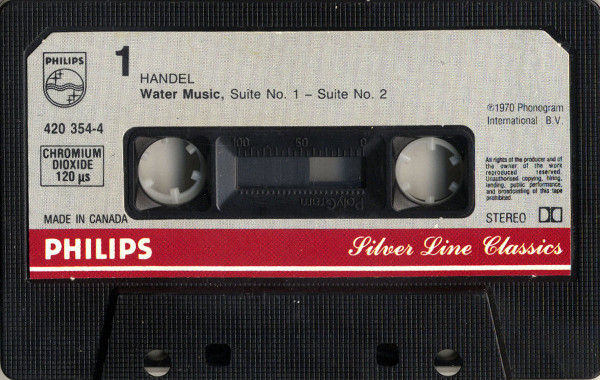 PHILIPS
1
HANDEL
Water Music, Suite No. 1 – Suite No. 2
420 354-4
℗1970 Phonogram
International B.V.
CHROMIUM
DIOXIDE
120 µs
100 50 0
PolyGram
All rights of the producer and of
the owner of the work
reproduced reserved.
Unauthorised copying, hiring,
lending, public performance,
and broadcasting of this tape
prohibited.
MADE IN CANADA
STEREO
PHILIPS
Silver Line Classics